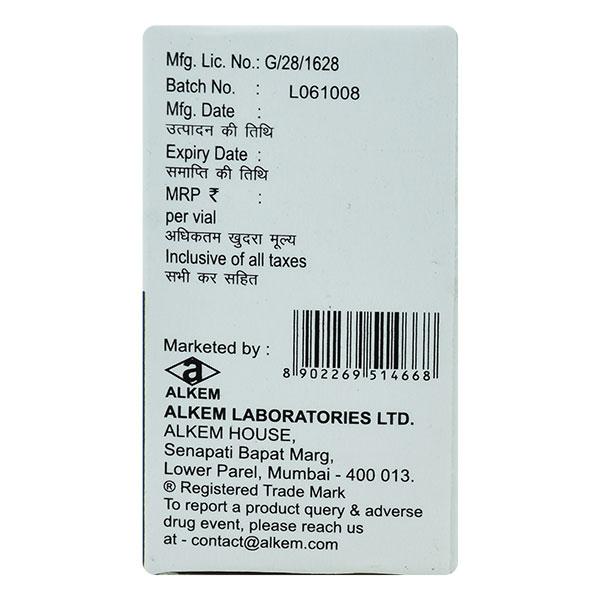 Mfg. Lic. No.: G/28/1628
Batch No. : L061008
Mfg. Date :
उत्पादन की तिथि
Expiry Date :
समाप्ति की तिथि
MRP ₹ :
per vial
अधिकतम खुदरा मूल्य
Inclusive of all taxes
सभी कर सहित
Marketed by :
8 902269 514668
a
ALKEM
ALKEM LABORATORIES LTD.
ALKEM HOUSE,
Senapati Bapat Marg,
Lower Parel, Mumbai - 400 013.
® Registered Trade Mark
To report a product query & adverse
drug event, please reach us
at - contact@alkem.com